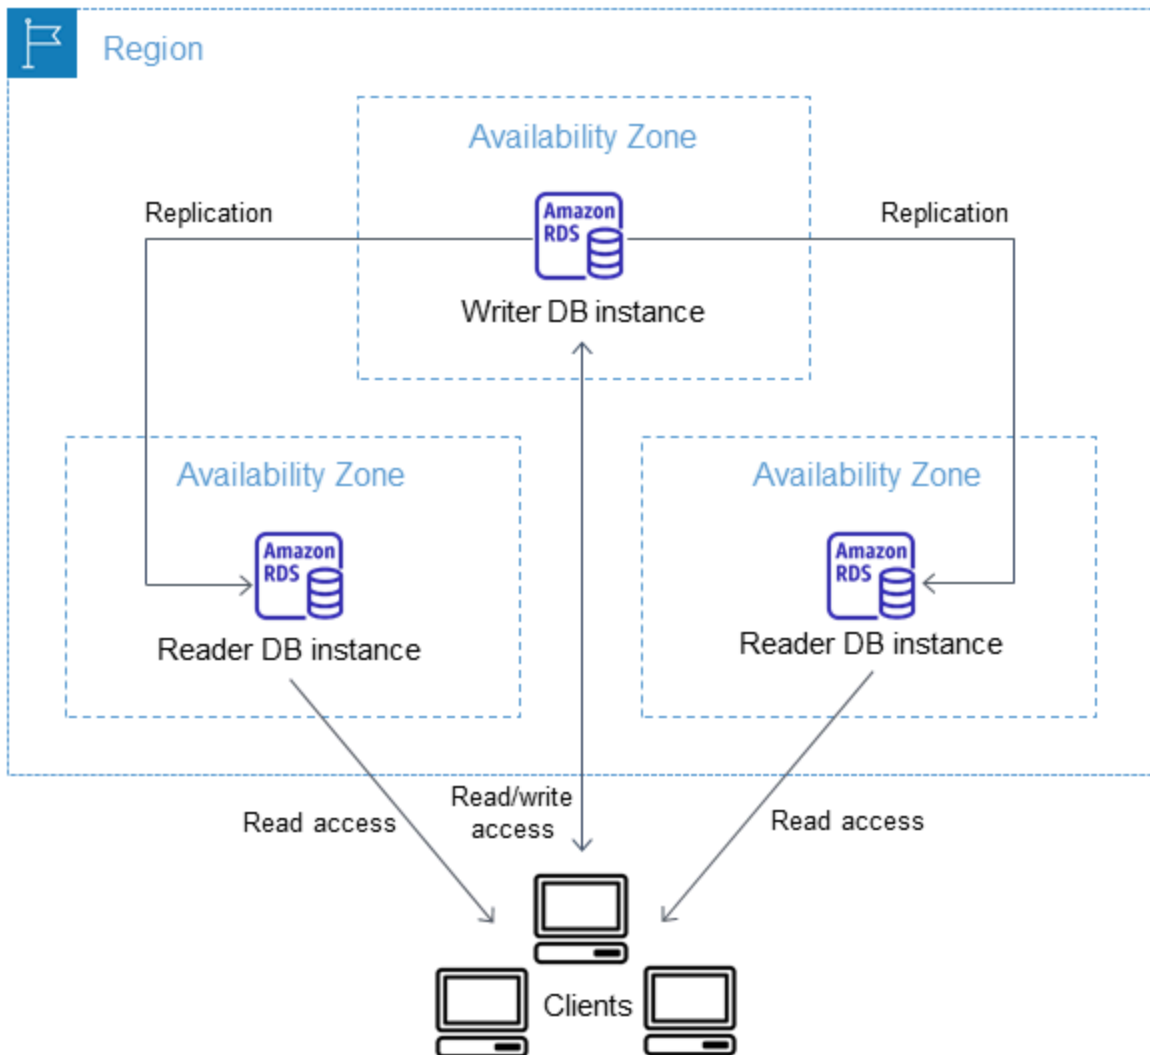 Region
Availability Zone
Replication
Replication
Amazon
RDS
Writer DB instance
Availability Zone
Availability Zone
Amazon
RDS
Amazon
RDS
Reader DB instance
Reader DB instance
Read/write
access
Read access
Read access
Clients